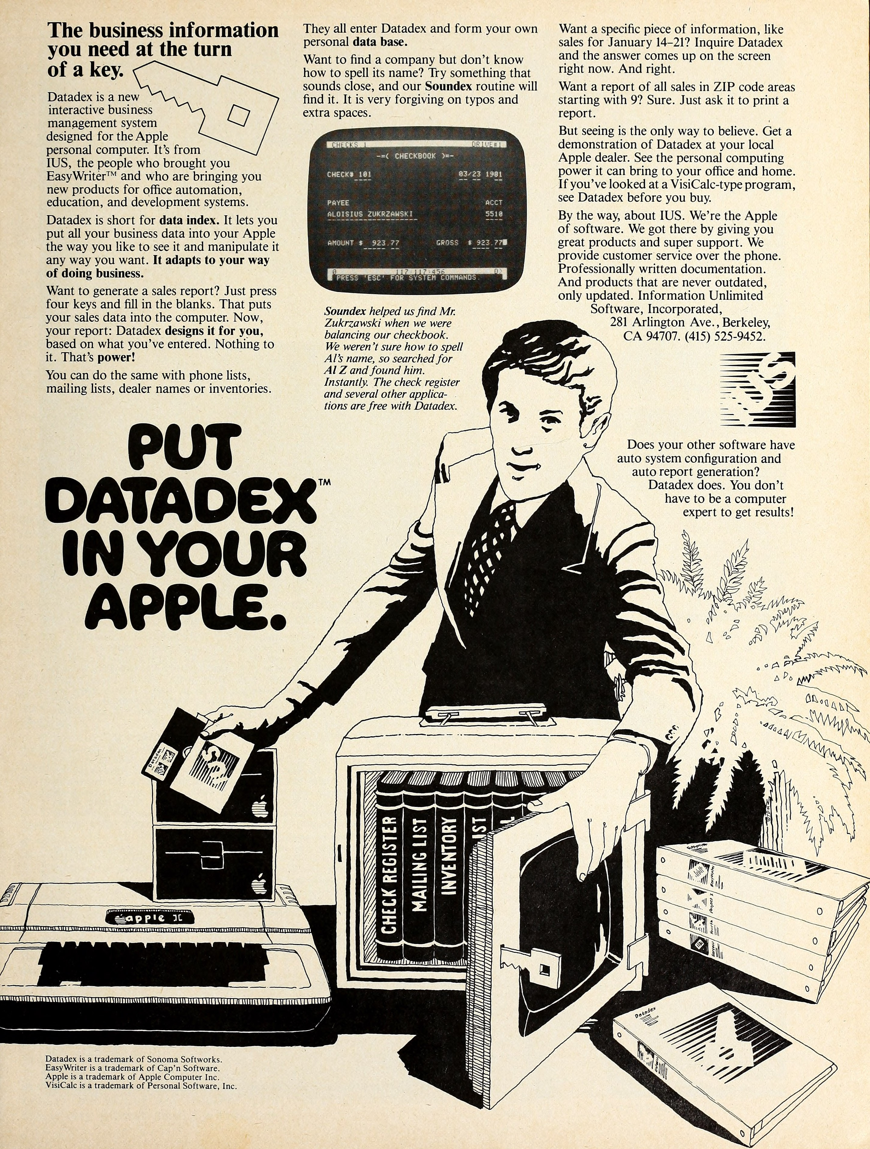 The business information
you need at the turn
of a key.
Datadex is a new
interactive business
management system
designed for the Apple
personal computer. It's from
IUS, the people who brought you
EasyWriter™ and who are bringing you
new products for office automation,
education, and development systems.
Datadex is short for data index. It lets you
put all your business data into your Apple
the way you like to see it and manipulate it
any way you want. It adapts to your way
of doing business.
Want to generate a sales report? Just press
four keys and fill in the blanks. That puts
your sales data into the computer. Now,
your report: Datadex designs it for you,
based on what you've entered. Nothing to
it. That's power!
You can do the same with phone lists,
mailing lists, dealer names or inventories.
They all enter Datadex and form your own
personal data base.
Want to find a company but don't know
how to spell its name? Try something that
sounds close, and our Soundex routine will
find it. It is very forgiving on typos and
extra spaces.
CHECKS 1 DRIVE#1
-=< CHECKBOOK >=-
CHECK# 101 03/23 1981
PAYEE ACCT
ALOISIUS ZUKRZAWSKI 5510
AMOUNT $ 923.77 GROSS $ 923.77
PRESS 'ESC' FOR SYSTEM COMMANDS.
Soundex helped us find Mr.
Zukrzawski when we were
balancing our checkbook.
We weren't sure how to spell
Al's name, so searched for
Al Z and found him.
Instantly. The check register
and several other applica-
tions are free with Datadex.
Want a specific piece of information, like
sales for January 14–21? Inquire Datadex
and the answer comes up on the screen
right now. And right.
Want a report of all sales in ZIP code areas
starting with 9? Sure. Just ask it to print a
report.
But seeing is the only way to believe. Get a
demonstration of Datadex at your local
Apple dealer. See the personal computing
power it can bring to your office and home.
If you've looked at a VisiCalc-type program,
see Datadex before you buy.
By the way, about IUS. We're the Apple
of software. We got there by giving you
great products and super support. We
provide customer service over the phone.
Professionally written documentation.
And products that are never outdated,
only updated. Information Unlimited
Software, Incorporated,
281 Arlington Ave., Berkeley,
CA 94707. (415) 525-9452.
IUS
Does your other software have
auto system configuration and
auto report generation?
Datadex does. You don't
have to be a computer
expert to get results!
PUT
DATADEX™
IN YOUR
APPLE.
CHECK REGISTER
MAILING LIST
INVENTORY
IST
L
apple ][
Datadex
Datadex is a trademark of Sonoma Softworks.
EasyWriter is a trademark of Cap'n Software.
Apple is a trademark of Apple Computer Inc.
VisiCalc is a trademark of Personal Software, Inc.